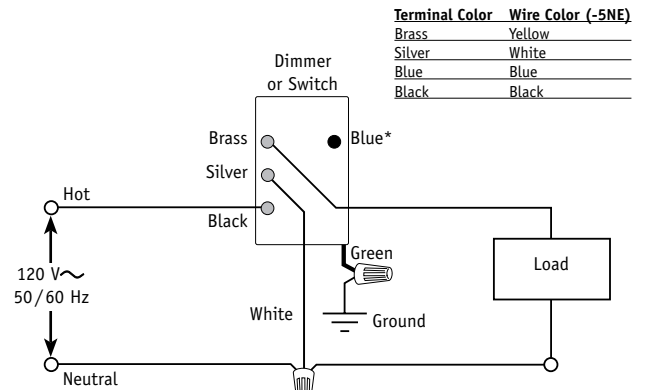 Terminal Color Wire Color (-5NE)
Brass Yellow
Silver White
Blue Blue
Black Black
Dimmer
or Switch
Brass Blue*
Silver
Hot
Black
Green
Load
120 V
50/60 Hz
White
Ground
Neutral